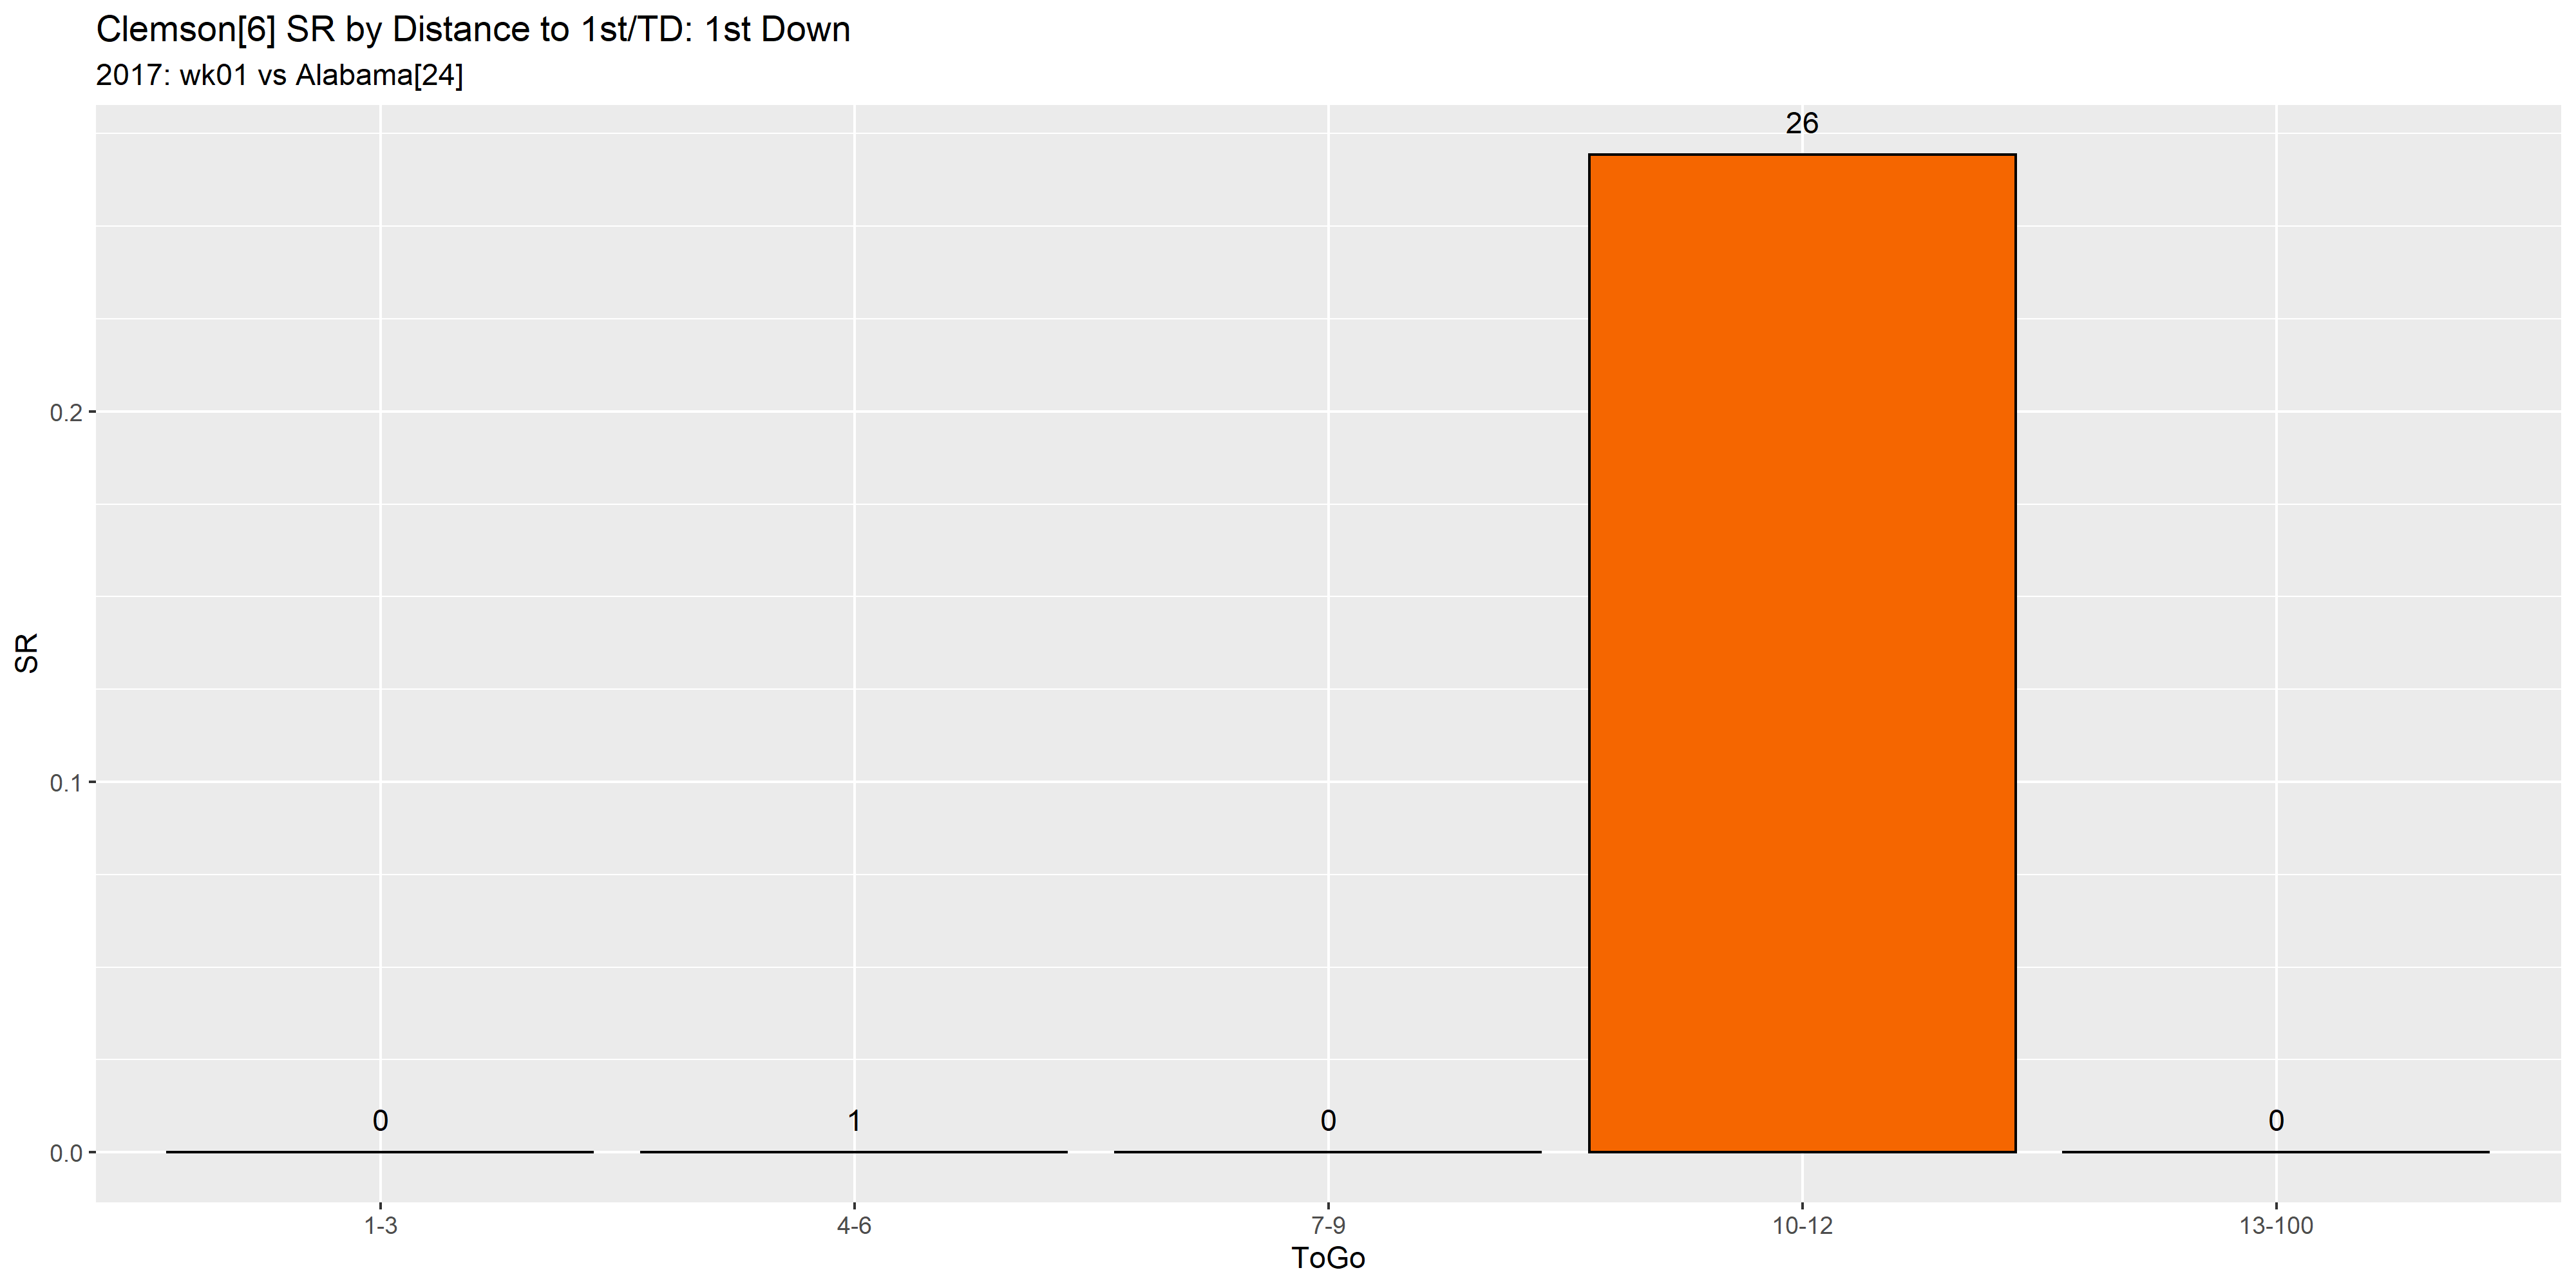 Clemson[6] SR by Distance to 1st/TD: 1st Down
2017: wk01 vs Alabama[24]
26
0.2
SR
0.1
0 1 0 0
0.0
1-3 4-6 7-9 10-12 13-100
ToGo